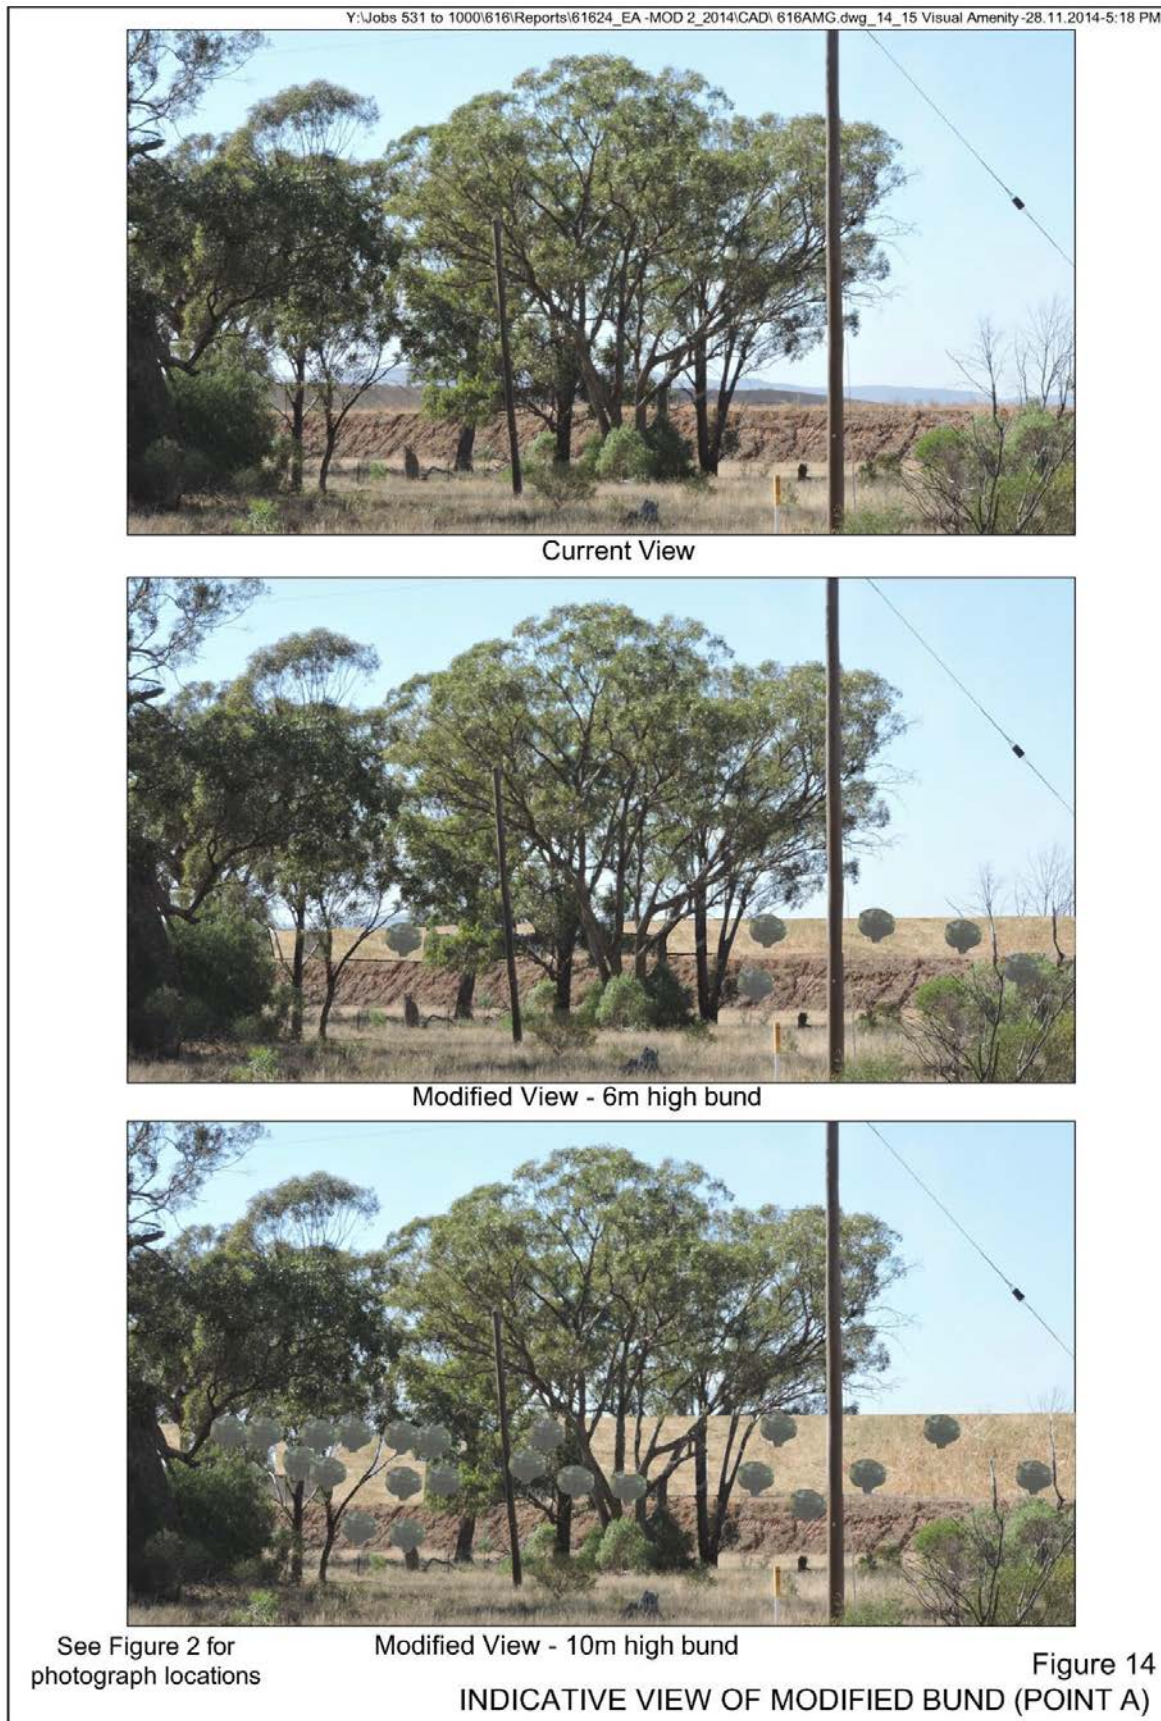 Y:\Jobs 531 to 1000\616\Reports\61624_EA -MOD 2_2014\CAD\ 616AMG.dwg_14_15 Visual Amenity-28.11.2014-5:18 PM
Current View
Modified View - 6m high bund
Modified View - 10m high bund
See Figure 2 for
photograph locations
Figure 14
INDICATIVE VIEW OF MODIFIED BUND (POINT A)